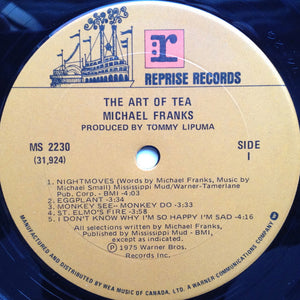 R
REPRISE RECORDS
THE ART OF TEA
MICHAEL FRANKS
PRODUCED BY TOMMY LIPUMA
MS 2230
SIDE
(31,924)
I
1. NIGHTMOVES (Words by Michael Franks, Music by
Michael Small) Mississippi Mud/Warner-Tamerlane
Pub. Corp. - BMI -4:03
2. EGGPLANT -3:34
3. MONKEY SEE-- MONKEY DO -3:33
4. ST. ELMO'S FIRE -3:58
5. I DON'T KNOW WHY I'M SO HAPPY I'M SAD -4:16
All selections written by Michael Franks,
Published by Mississippi Mud - BMI,
except as indicated.
℗ 1975 Warner Bros.
Records Inc.
MANUFACTURED & DISTRIBUTED BY WEA MUSIC OF CANADA, LTD. A WARNER COMMUNICATIONS COMPANY